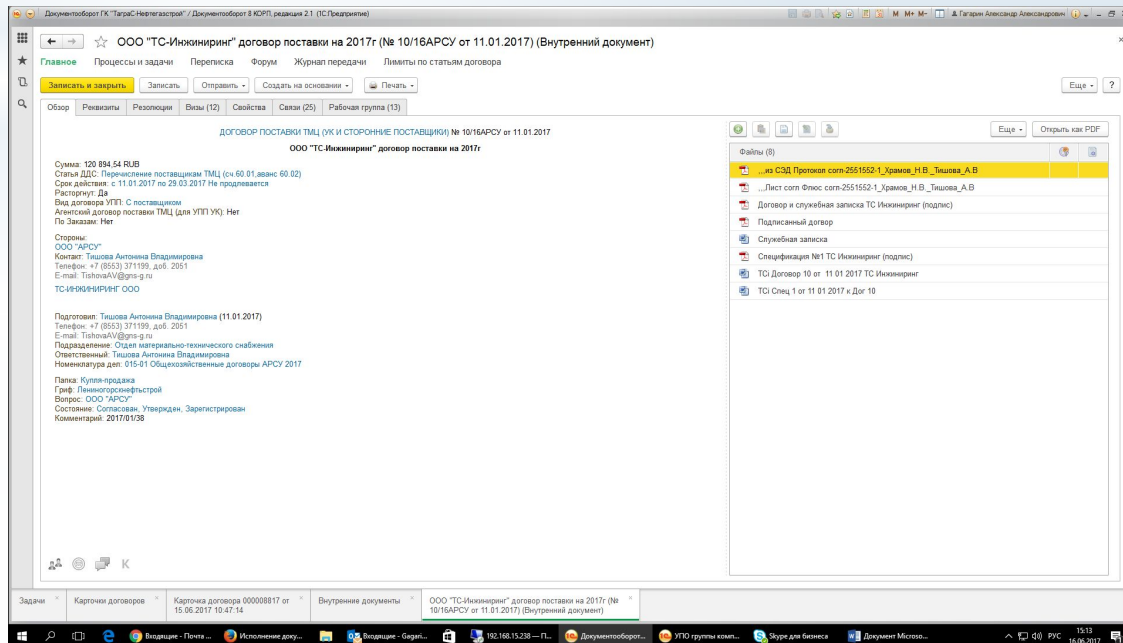 Документооборот ГК "ТаграС-Нефтегазстрой" / Документооборот 8 КОРП, редакция 2.1 (1С:Предприятие)
M M+ M- Гагарин Александр Александрович
ООО "ТС-Инжиниринг" договор поставки на 2017г (№ 10/16АРСУ от 11.01.2017) (Внутренний документ)
Главное Процессы и задачи Переписка Форум Журнал передачи Лимиты по статьям договора
Записать и закрыть Записать Отправить Создать на основании Печать Еще ?
Обзор Реквизиты Резолюции Визы (12) Свойства Связи (25) Рабочая группа (13)
ДОГОВОР ПОСТАВКИ ТМЦ (УК И СТОРОННИЕ ПОСТАВЩИКИ) № 10/16АРСУ от 11.01.2017
ООО "ТС-Инжиниринг" договор поставки на 2017г
Сумма: 120 894,54 RUB
Статья ДДС: Перечисление поставщикам ТМЦ (сч.60.01,аванс 60.02)
Срок действия: с 11.01.2017 по 29.03.2017 Не продлевается
Расторгнут: Да
Вид договора УПП: С поставщиком
Агентский договор поставки ТМЦ (для УПП УК): Нет
По Заказам: Нет
Стороны:
ООО "АРСУ"
Контакт: Тишова Антонина Владимировна
Телефон: +7 (8553) 371199, доб. 2051
E-mail: TishovaAV@gns-g.ru
ТС-ИНЖИНИРИНГ ООО
Подготовил: Тишова Антонина Владимировна (11.01.2017)
Телефон: +7 (8553) 371199, доб. 2051
E-mail: TishovaAV@gns-g.ru
Подразделение: Отдел материально-технического снабжения
Ответственный: Тишова Антонина Владимировна
Номенклатура дел: 015-01 Общехозяйственные договоры АРСУ 2017
Папка: Купля-продажа
Гриф: Лениногорскнефтьстрой
Вопрос: ООО "АРСУ"
Состояние: Согласован, Утвержден, Зарегистрирован
Комментарий: 2017/01/38
Еще Открыть как PDF
Файлы (8)
,,,из СЭД Протокол согл-2551552-1_Храмов_Н.В._Тишова_А.В
,,,Лист согл Флюс согл-2551552-1_Храмов_Н.В._Тишова_А.В
Договор и служебная записка ТС Инжиниринг (подпис)
Подписанный догвор
Служебная записка
Спецификация №1 ТС Инжиниринг (подпис)
ТСi Договор 10 от 11 01 2017 ТС Инжиниринг
ТСi Спец 1 от 11 01 2017 к Дог 10
К
Задачи Карточки договоров Карточка договора 000008817 от 15.06.2017 10:47:14 Внутренние документы ООО "ТС-Инжиниринг" договор поставки на 2017г (№ 10/16АРСУ от 11.01.2017) (Внутренний документ)
Входящие - Почта ... Исполнение доку... Входящие - Gagari... 192.168.15.238 — П... Документооборот... УПО группы комп... Skype для бизнеса Документ Microso... РУС 15:13
16.06.2017